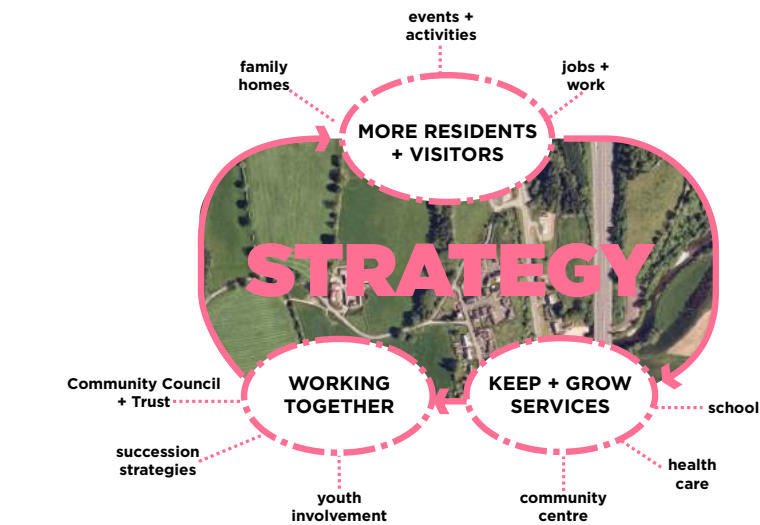 events +
activities
family
homes
jobs +
work
MORE RESIDENTS
+ VISITORS
STRATEGY
WORKING
TOGETHER
KEEP + GROW
SERVICES
Community Council
+ Trust
school
succession
strategies
health
care
youth
involvement
community
centre